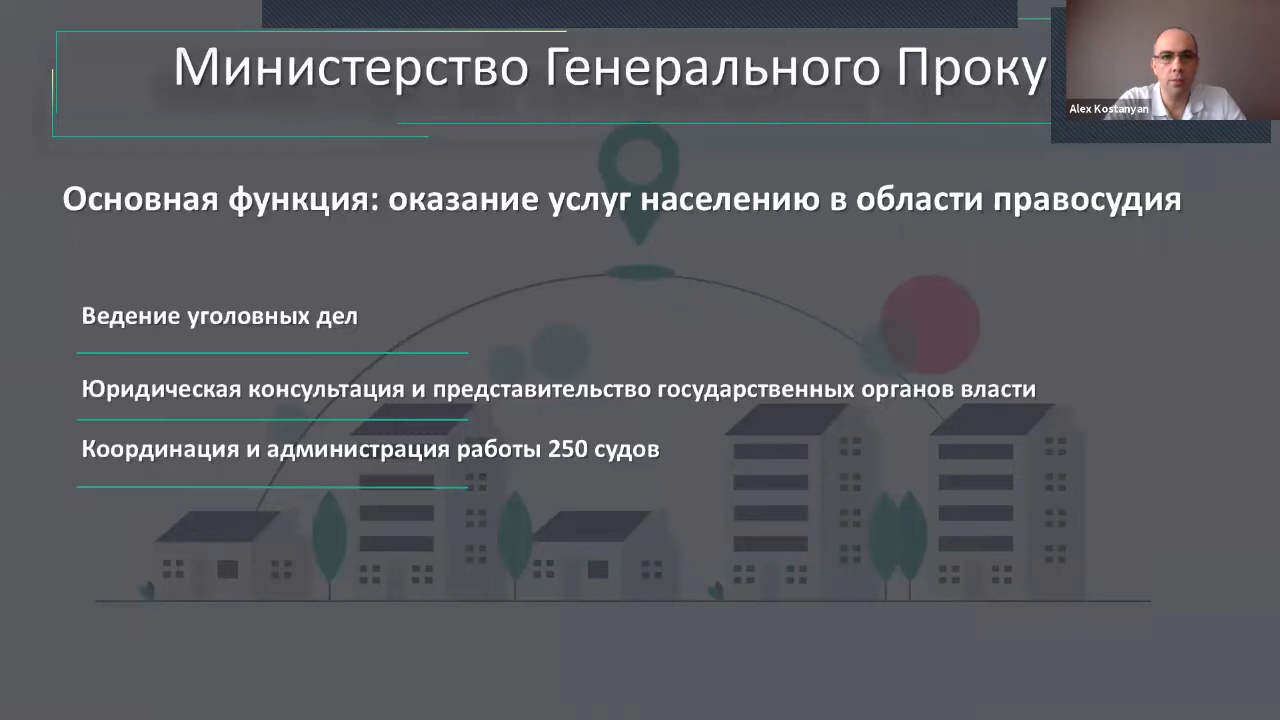 Министерство Генерального Проку
Alex Kostanyan
Основная функция: оказание услуг населению в области правосудия
Ведение уголовных дел
Юридическая консультация и представительство государственных органов власти
Координация и администрация работы 250 судов